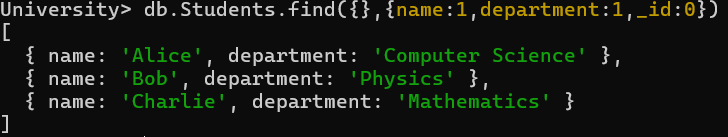 University> db.Students.find({},{name:1,department:1,_id:0})
[
  { name: 'Alice', department: 'Computer Science' },
  { name: 'Bob', department: 'Physics' },
  { name: 'Charlie', department: 'Mathematics' }
]